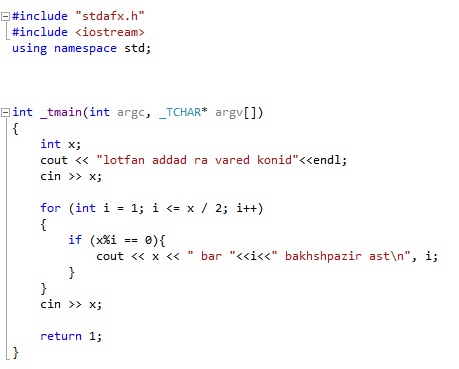 #include "stdafx.h"
#include <iostream>
using namespace std;
int _tmain(int argc, _TCHAR* argv[])
{
int x;
cout << "lotfan addad ra vared konid"<<endl;
cin >> x;
for (int i = 1; i <= x / 2; i++)
{
if (x%i == 0){
cout << x << " bar "<<i<<" bakhshpazir ast\n", i;
}
}
cin >> x;
return 1;
}